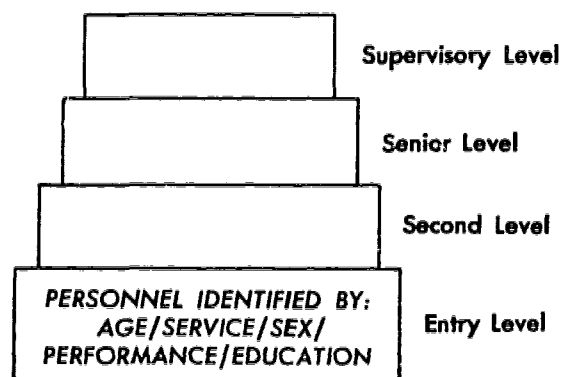 Supervisory Level
Senior Level
Second Level
PERSONNEL IDENTIFIED BY:
AGE/SERVICE/SEX/
PERFORMANCE/EDUCATION
Entry Level